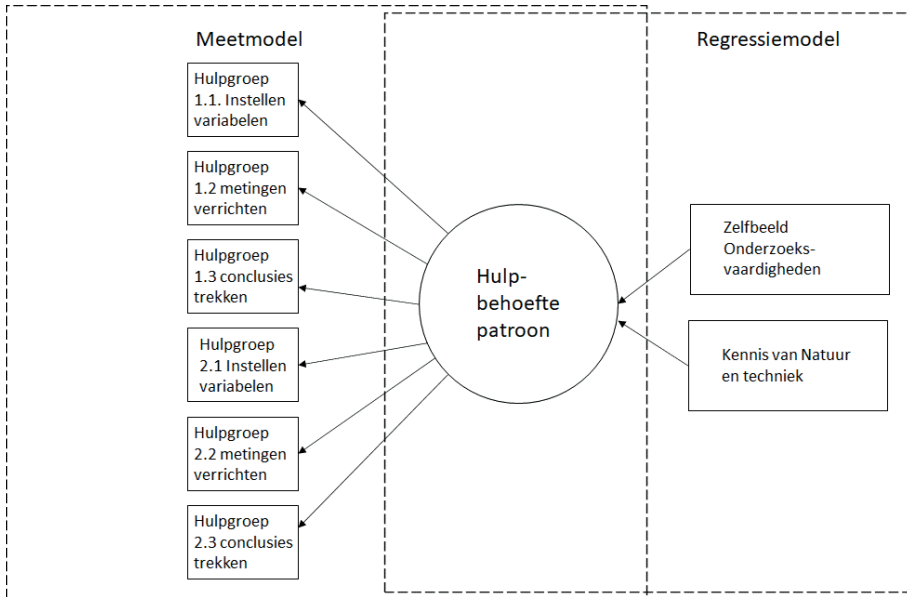 Meetmodel
Regressiemodel
Hulpgroep
1.1. Instellen
variabelen
Hulpgroep
1.2 metingen
verrichten
Hulpgroep
1.3 conclusies
trekken
Hulpgroep
2.1 Instellen
variabelen
Hulpgroep
2.2 metingen
verrichten
Hulpgroep
2.3 conclusies
trekken
Hulp-
behoefte
patroon
Zelfbeeld
Onderzoeks-
vaardigheden
Kennis van Natuur
en techniek